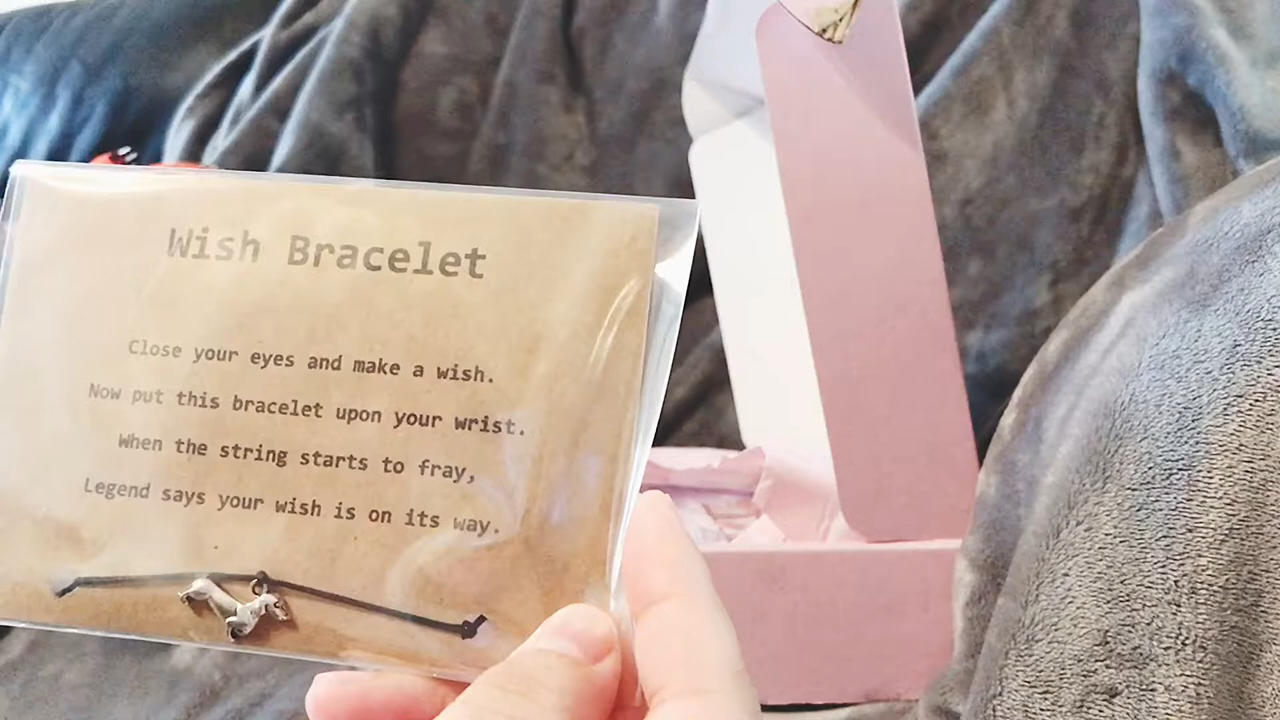 Wish Bracelet
Close your eyes and make a wish.
Now put this bracelet upon your wrist.
When the string starts to fray,
Legend says your wish is on its way.